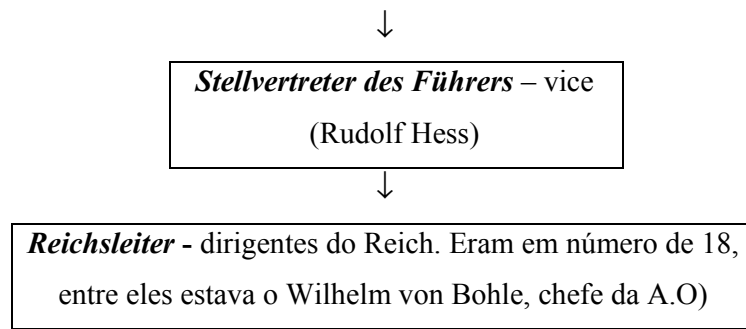 ↓
Stellvertreter des Führers – vice
(Rudolf Hess)
↓
Reichsleiter - dirigentes do Reich. Eram em número de 18,
entre eles estava o Wilhelm von Bohle, chefe da A.O)